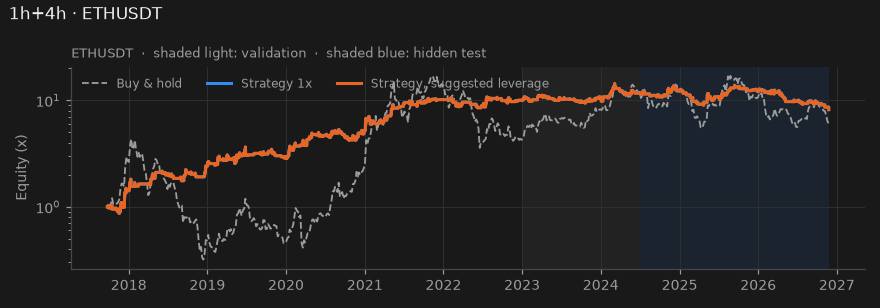 1h+4h · ETHUSDT
ETHUSDT · shaded light: validation · shaded blue: hidden test
Buy & hold
Strategy 1x
Strategy suggested leverage
Equity (x)
10¹
10⁰
2018 2019 2020 2021 2022 2023 2024 2025 2026 2027